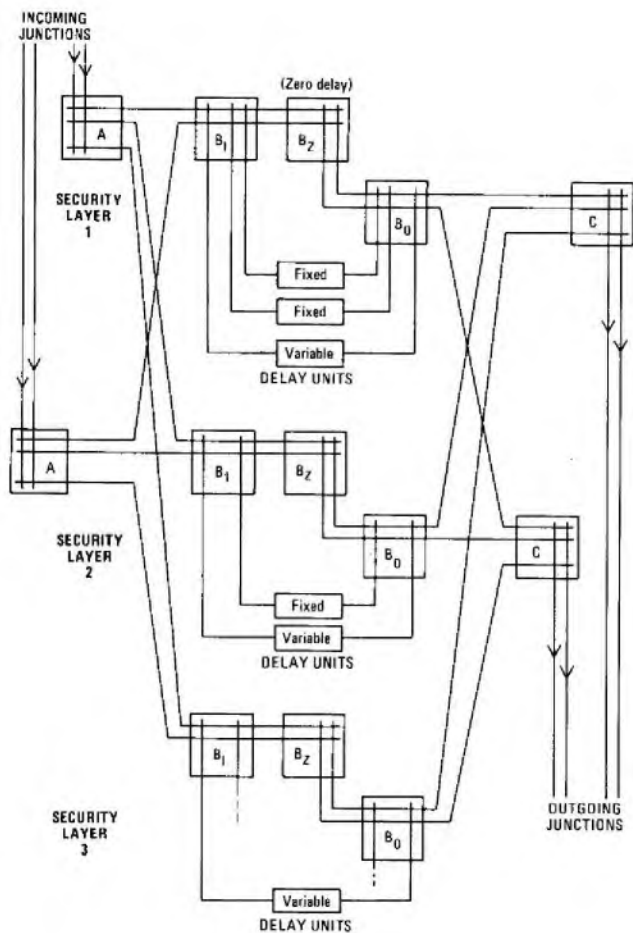 INCOMING
JUNCTIONS
(Zero delay)
A
B1
BZ
SECURITY
LAYER
1
B0
C
Fixed
Fixed
Variable
DELAY UNITS
A
B1
BZ
SECURITY
LAYER
2
B0
C
Fixed
Variable
DELAY UNITS
B1
BZ
SECURITY
LAYER
3
B0
OUTGOING
JUNCTIONS
Variable
DELAY UNITS